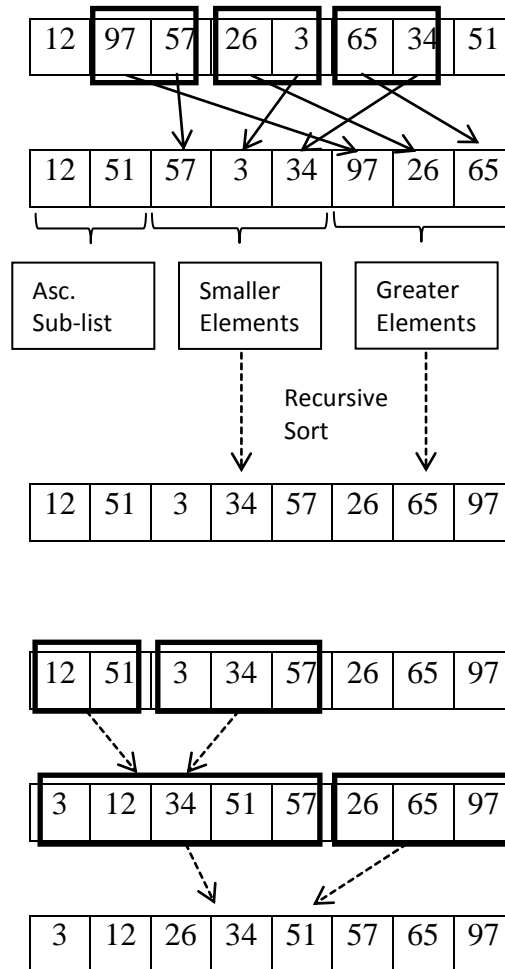 12 97 57 26 3 65 34 51
12 51 57 3 34 97 26 65
Asc.
Sub-list
Smaller
Elements
Greater
Elements
Recursive
Sort
12 51 3 34 57 26 65 97
12 51 3 34 57 26 65 97
3 12 34 51 57 26 65 97
3 12 26 34 51 57 65 97